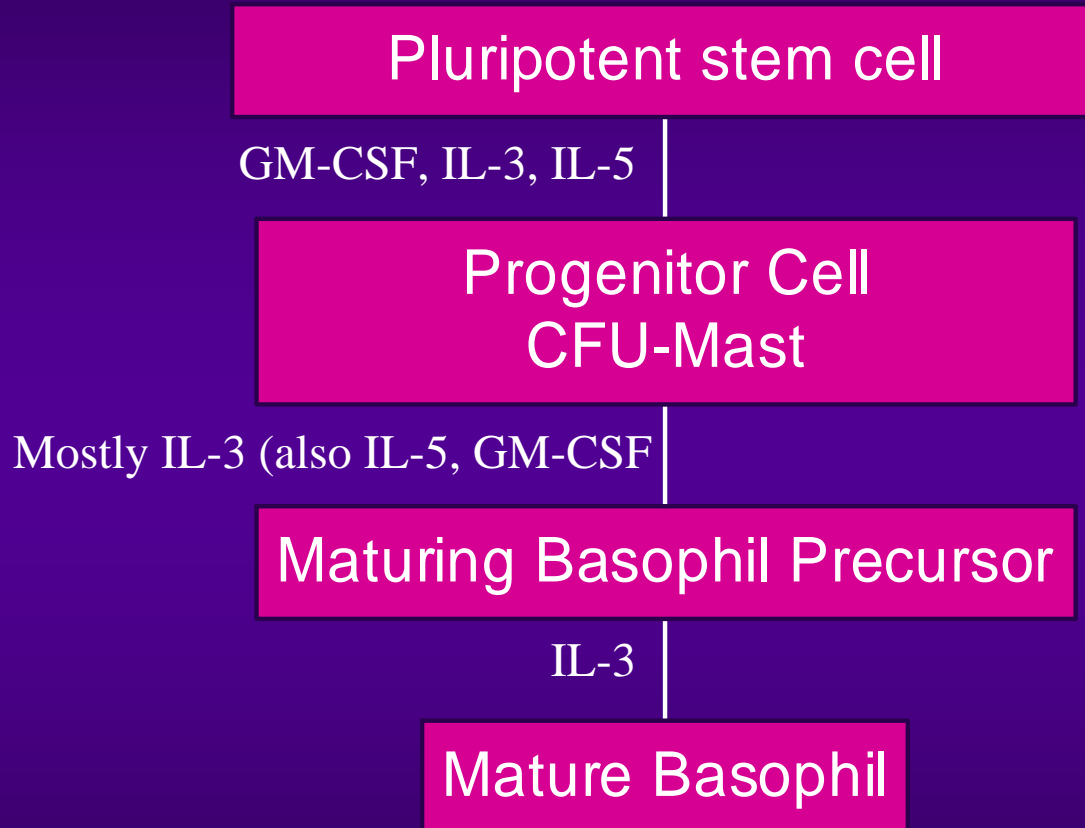 Pluripotent stem cell
GM-CSF, IL-3, IL-5
Progenitor Cell
CFU-Mast
Mostly IL-3 (also IL-5, GM-CSF
Maturing Basophil Precursor
IL-3
Mature Basophil